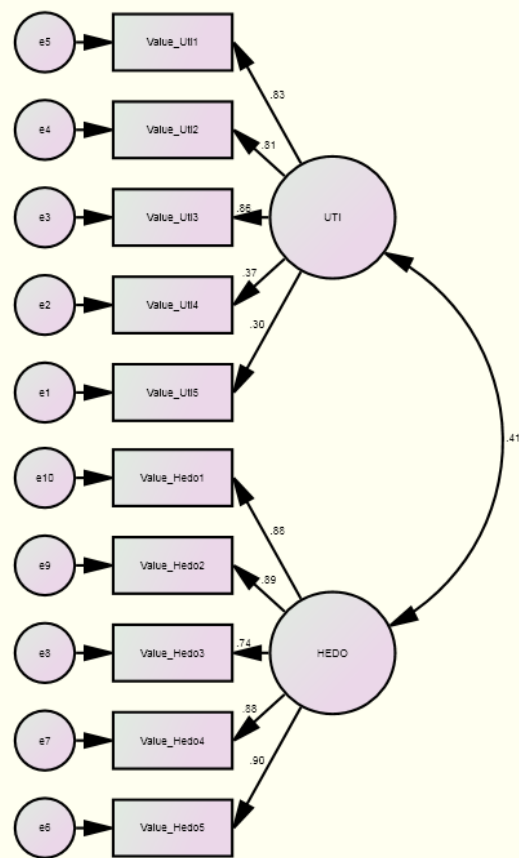 e5
Value_Uti1
.83
e4
Value_Uti2
.81
e3
Value_Uti3
.86
UTI
e2
Value_Uti4
.37
e1
Value_Uti5
.30
.41
e10
Value_Hedo1
.88
e9
Value_Hedo2
.89
e8
Value_Hedo3
.74
HEDO
e7
Value_Hedo4
.88
e6
Value_Hedo5
.90